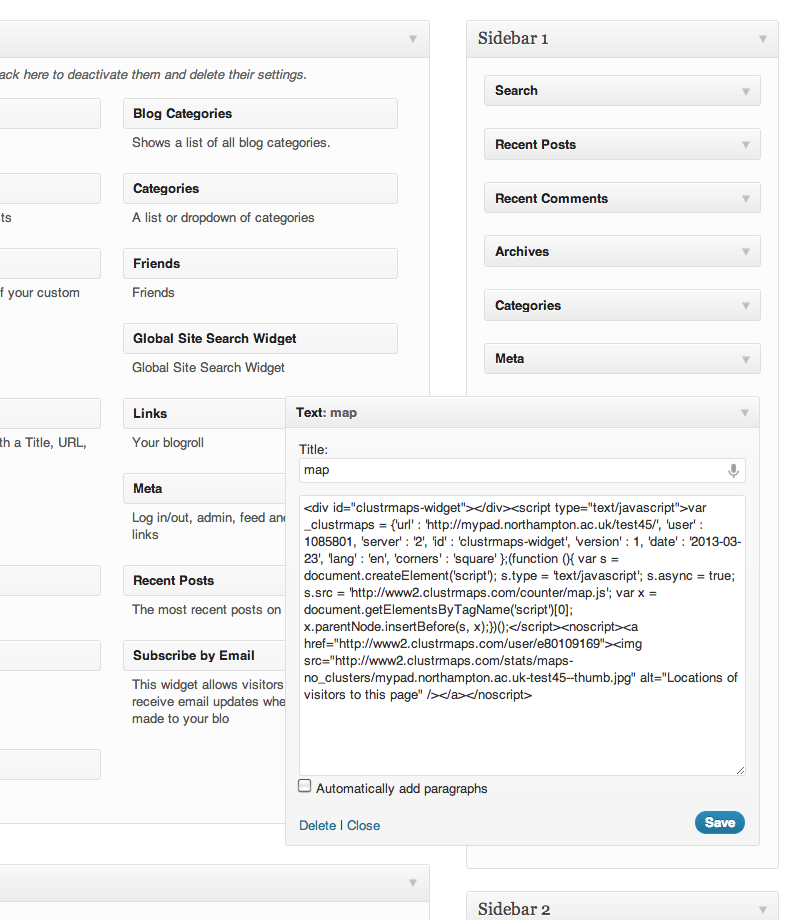 ack here to deactivate them and delete their settings.
Blog Categories
Shows a list of all blog categories.
ts
Categories
A list or dropdown of categories
f your custom
Friends
Friends
Global Site Search Widget
Global Site Search Widget
th a Title, URL,
Links
Your blogroll
Meta
Log in/out, admin, feed and
links
Recent Posts
The most recent posts on
Subscribe by Email
This widget allows visitors
receive email updates whe
made to your blo
Sidebar 1
Search
Recent Posts
Recent Comments
Archives
Categories
Meta
Text: map
Title:
map
<div id="clustrmaps-widget"></div><script type="text/javascript">var
_clustrmaps = {'url' : 'http://mypad.northampton.ac.uk/test45/', 'user' :
1085801, 'server' : '2', 'id' : 'clustrmaps-widget', 'version' : 1, 'date' : '2013-03-
23', 'lang' : 'en', 'corners' : 'square' };(function (){ var s =
document.createElement('script'); s.type = 'text/javascript'; s.async = true;
s.src = 'http://www2.clustrmaps.com/counter/map.js'; var x =
document.getElementsByTagName('script')[0];
x.parentNode.insertBefore(s, x);})();</script><noscript><a
href="http://www2.clustrmaps.com/user/e80109169"><img
src="http://www2.clustrmaps.com/stats/maps-
no_clusters/mypad.northampton.ac.uk-test45--thumb.jpg" alt="Locations of
visitors to this page" /></a></noscript>
Automatically add paragraphs
Delete | Close
Save
Sidebar 2